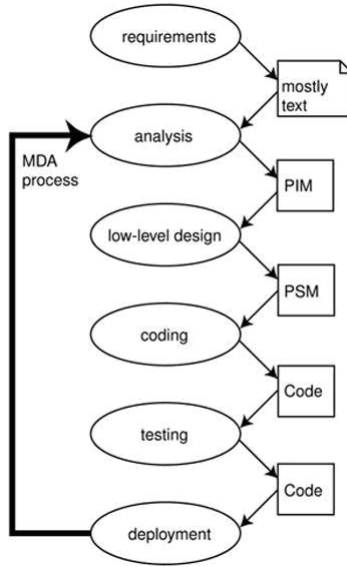 requirements
mostly
text
analysis
MDA
process
PIM
low-level design
PSM
coding
Code
testing
Code
deployment